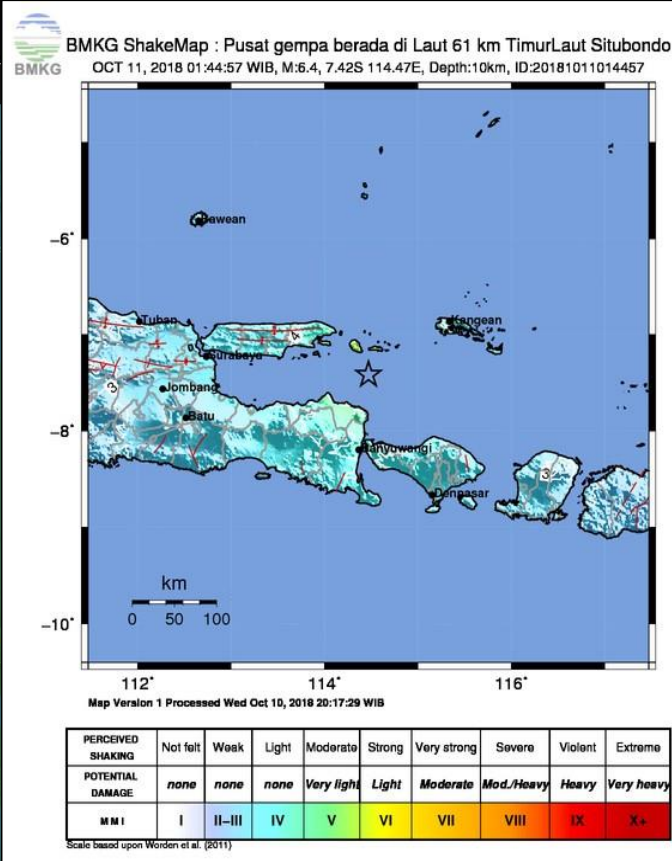 BMKG
BMKG ShakeMap : Pusat gempa berada di Laut 61 km TimurLaut Situbondo
OCT 11, 2018 01:44:57 WIB, M:6.4, 7.42S 114.47E, Depth:10km, ID:20181011014457
Bawean
−6°
Tuban
Kangean
4
Surabaya
3
Jombang
Batu
−8°
Banyuwangi
3
Denpasar
km
0 50 100
−10°
112° 114° 116°
Map Version 1 Processed Wed Oct 10, 2018 20:17:29 WIB
PERCEIVED SHAKING Not felt Weak Light Moderate Strong Very strong Severe Violent Extreme
POTENTIAL DAMAGE none none none Very light Light Moderate Mod./Heavy Heavy Very heavy
MMI I II–III IV V VI VII VIII IX X+
Scale based upon Worden et al. (2011)